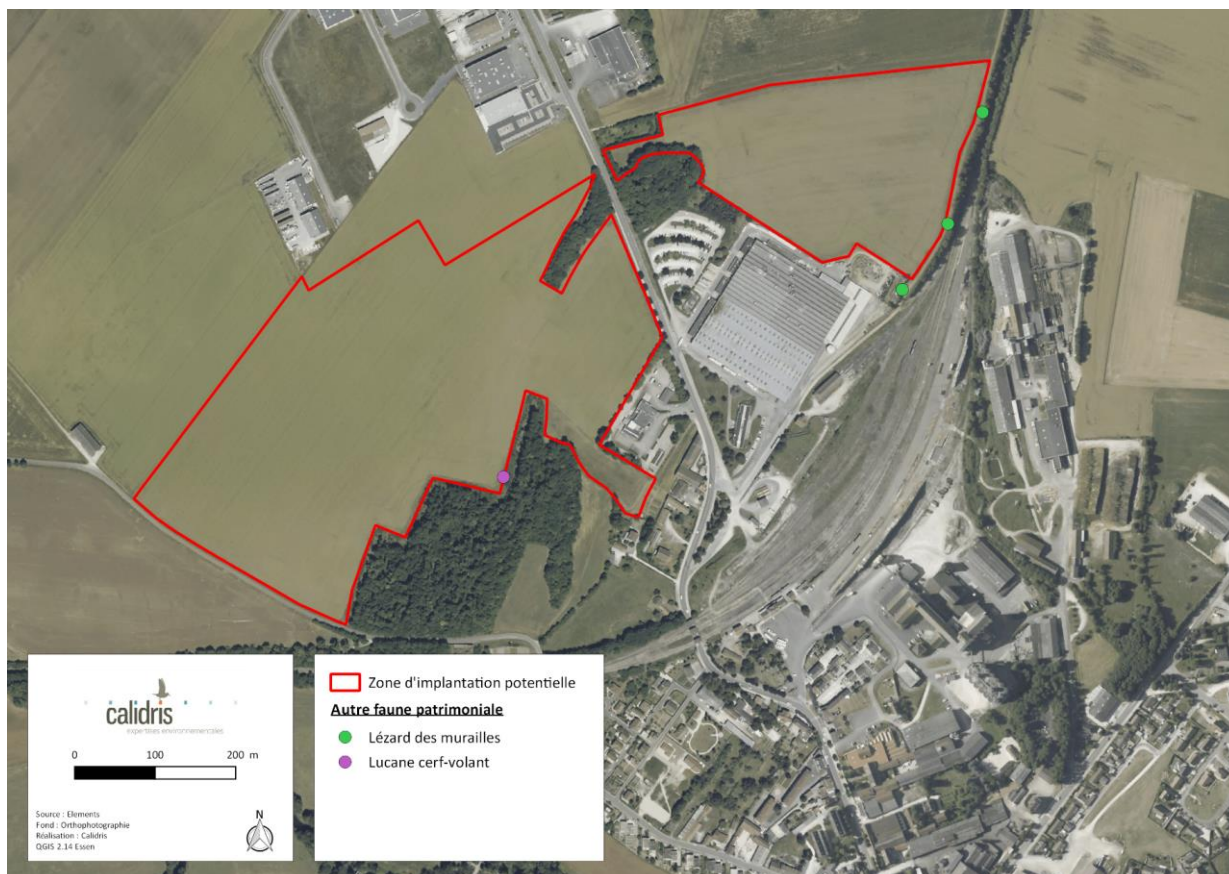 calidris
expertises environnementales
0 100 200 m
Source : Elements
Fond : Orthophotographie
Réalisation : Calidris
QGIS 2.14 Essen
N
Zone d'implantation potentielle
Autre faune patrimoniale
Lézard des murailles
Lucane cerf-volant